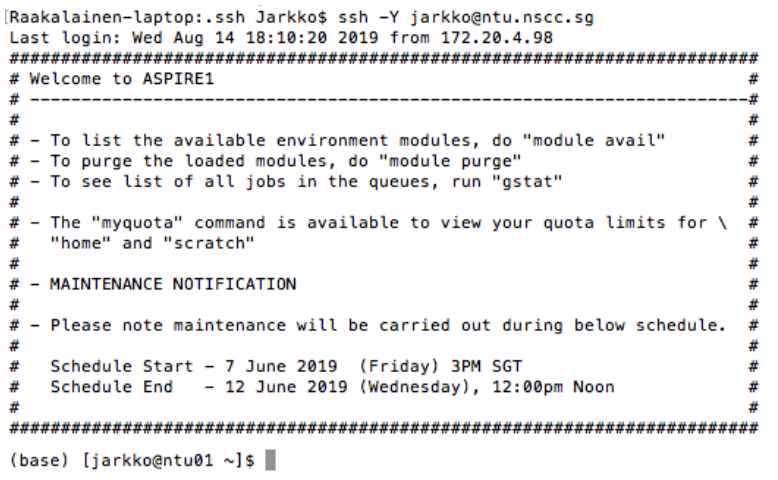 [Raakalainen-laptop:.ssh Jarkko$ ssh -Y jarkko@ntu.nscc.sg
Last login: Wed Aug 14 18:10:20 2019 from 172.20.4.98
#########################################################################
# Welcome to ASPIRE1                                                    #
# ----------------------------------------------------------------------#
#                                                                       #
# - To list the available environment modules, do "module avail"        #
# - To purge the loaded modules, do "module purge"                      #
# - To see list of all jobs in the queues, run "gstat"                  #
#                                                                       #
# - The "myquota" command is available to view your quota limits for \  #
#   "home" and "scratch"                                                #
#                                                                       #
# - MAINTENANCE NOTIFICATION                                            #
#                                                                       #
# - Please note maintenance will be carried out during below schedule.  #
#                                                                       #
#   Schedule Start - 7 June 2019  (Friday) 3PM SGT                      #
#   Schedule End   - 12 June 2019 (Wednesday), 12:00pm Noon             #
#                                                                       #
#########################################################################
(base) [jarkko@ntu01 ~]$